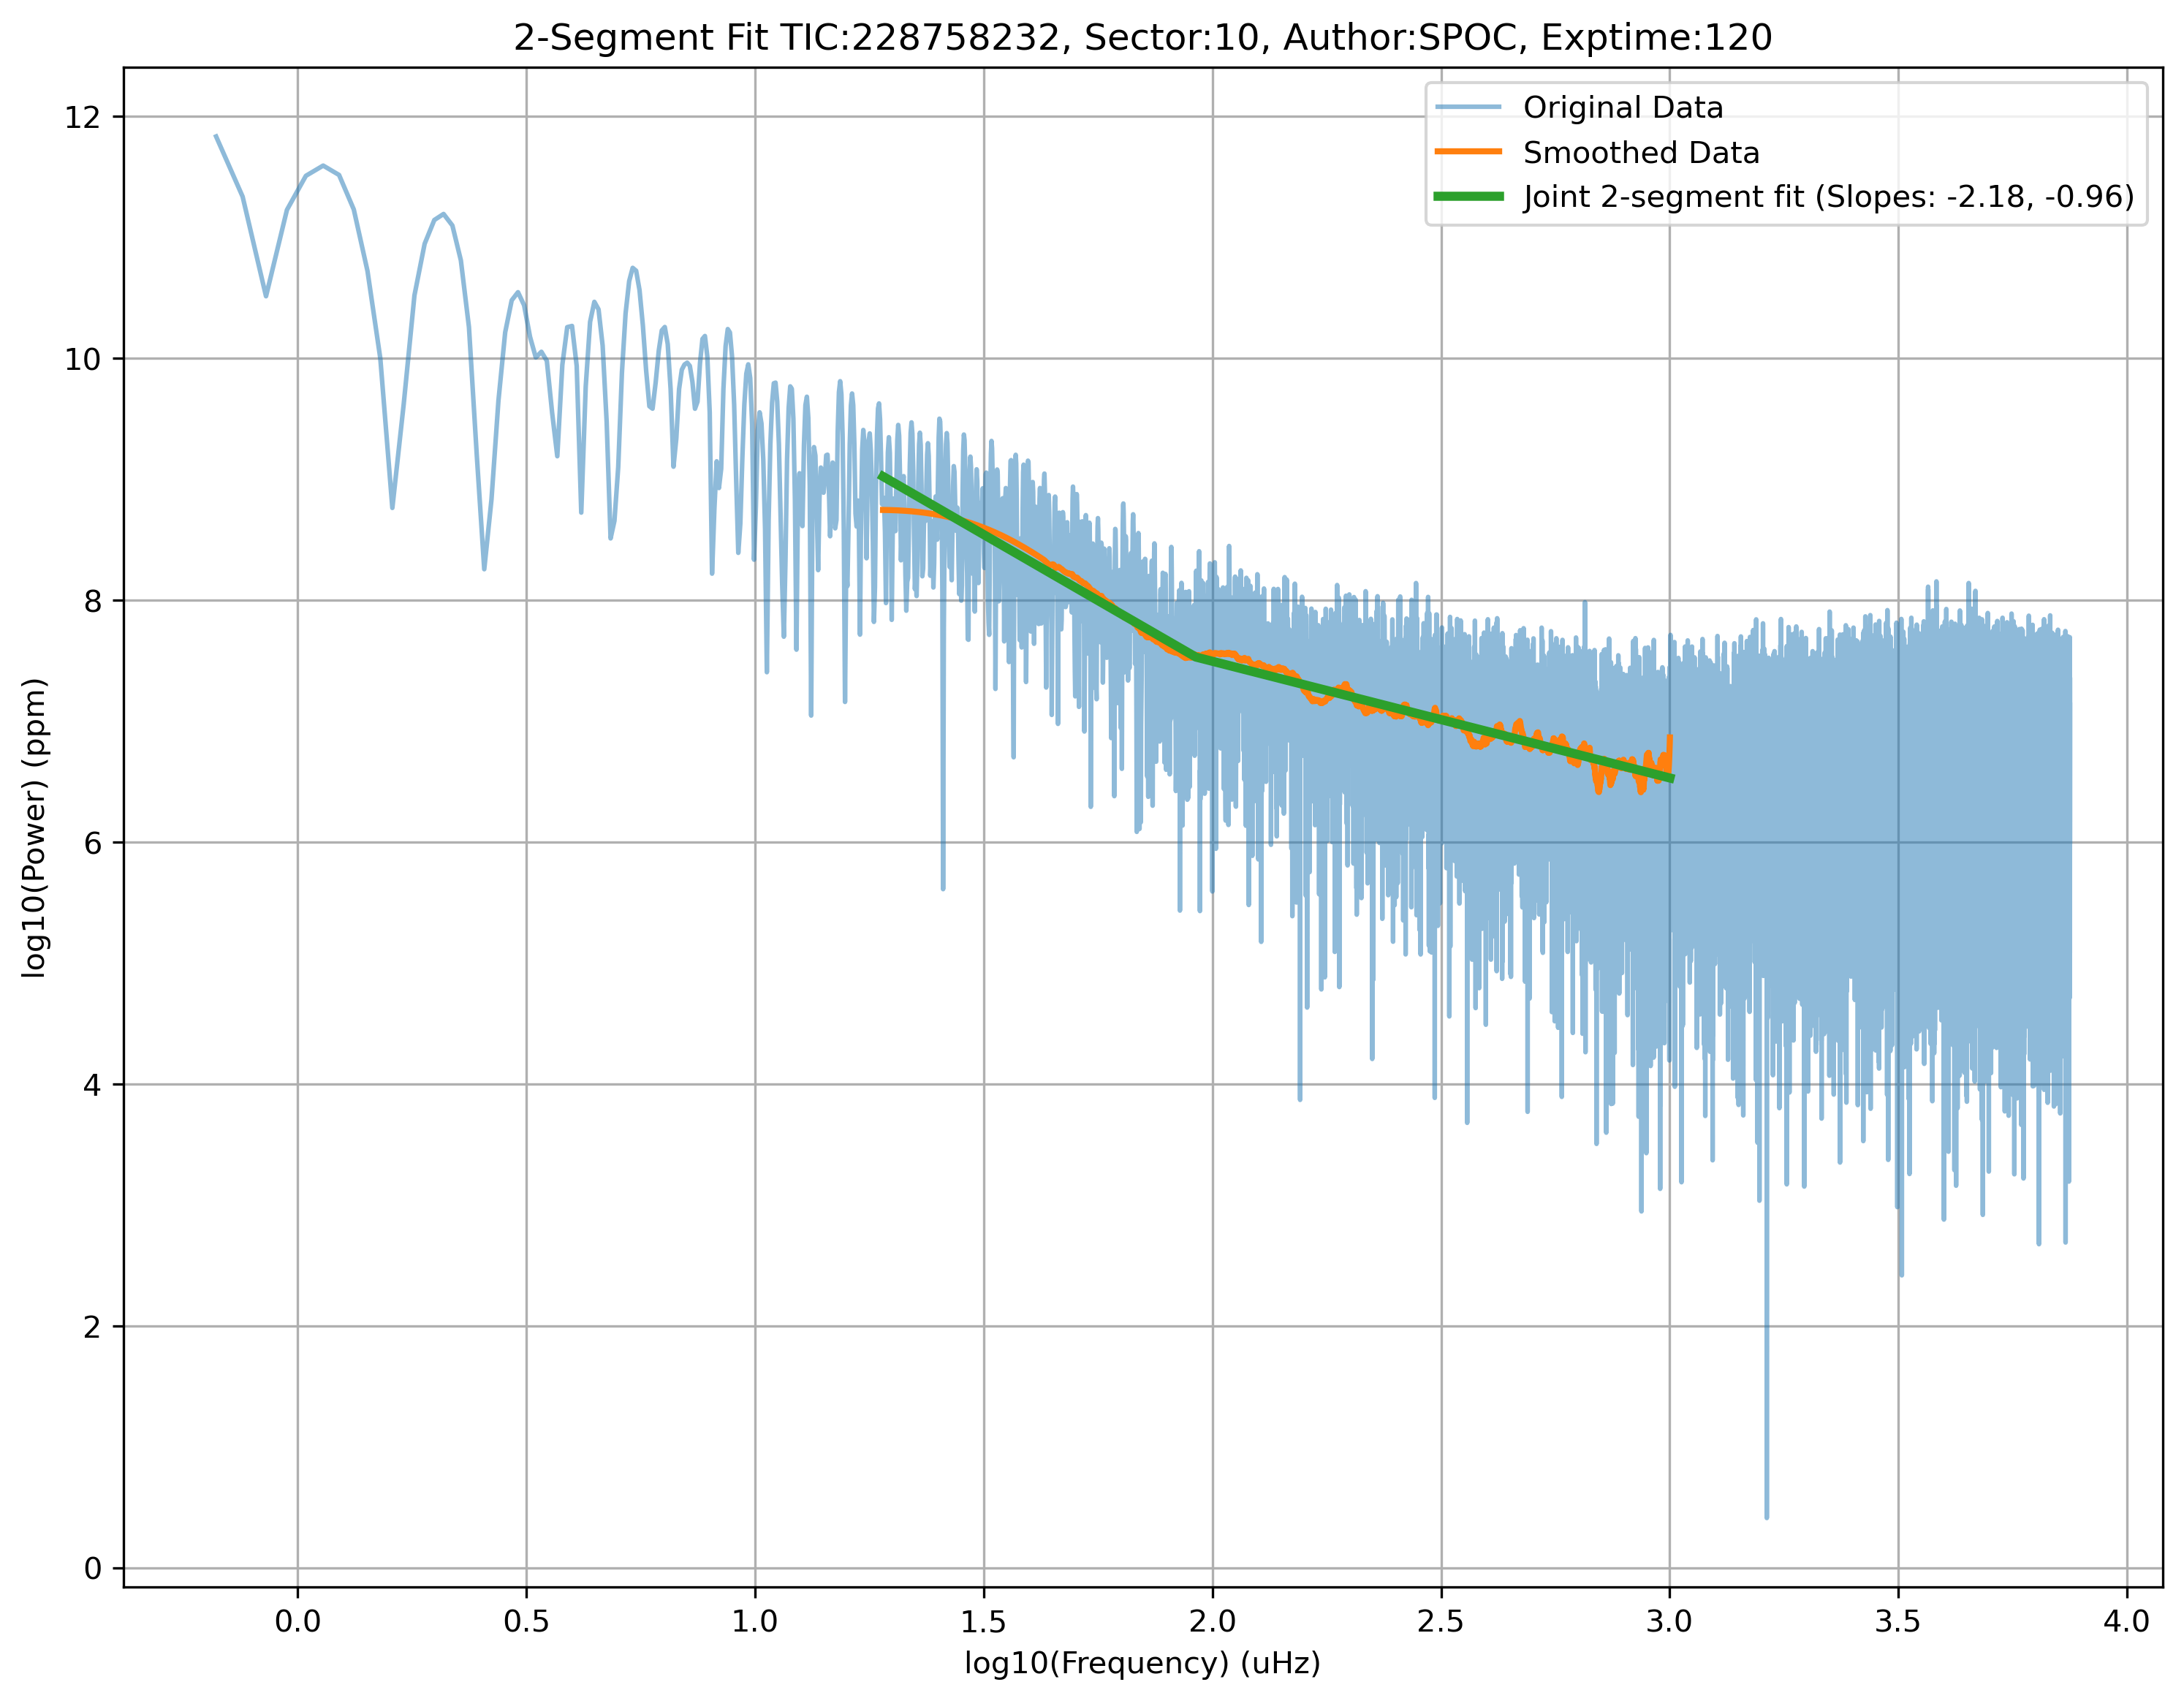 2-Segment Fit TIC:228758232, Sector:10, Author:SPOC, Exptime:120
Original Data
Smoothed Data
Joint 2-segment fit (Slopes: -2.18, -0.96)
log10(Power) (ppm)
12
10
8
6
4
2
0
0.0 0.5 1.0 1.5 2.0 2.5 3.0 3.5 4.0
log10(Frequency) (uHz)